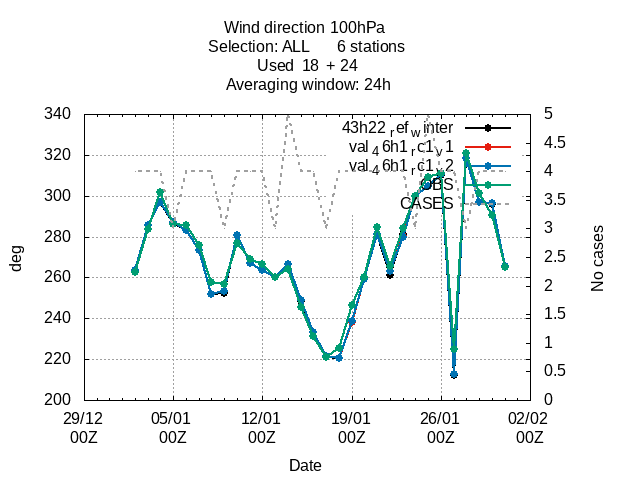 Wind direction 100hPa
Selection: ALL 6 stations
Used 18 + 24
Averaging window: 24h
340
320
300
280
260
240
220
200
deg
5
4.5
4
3.5
3
2.5
2
1.5
1
0.5
0
No cases
43h22_ref_winter
val_46h1_rc1_v1
val_46h1_rc1_v2
OBS
CASES
29/12 05/01 12/01 19/01 26/01 02/02
00Z 00Z 00Z 00Z 00Z 00Z
Date